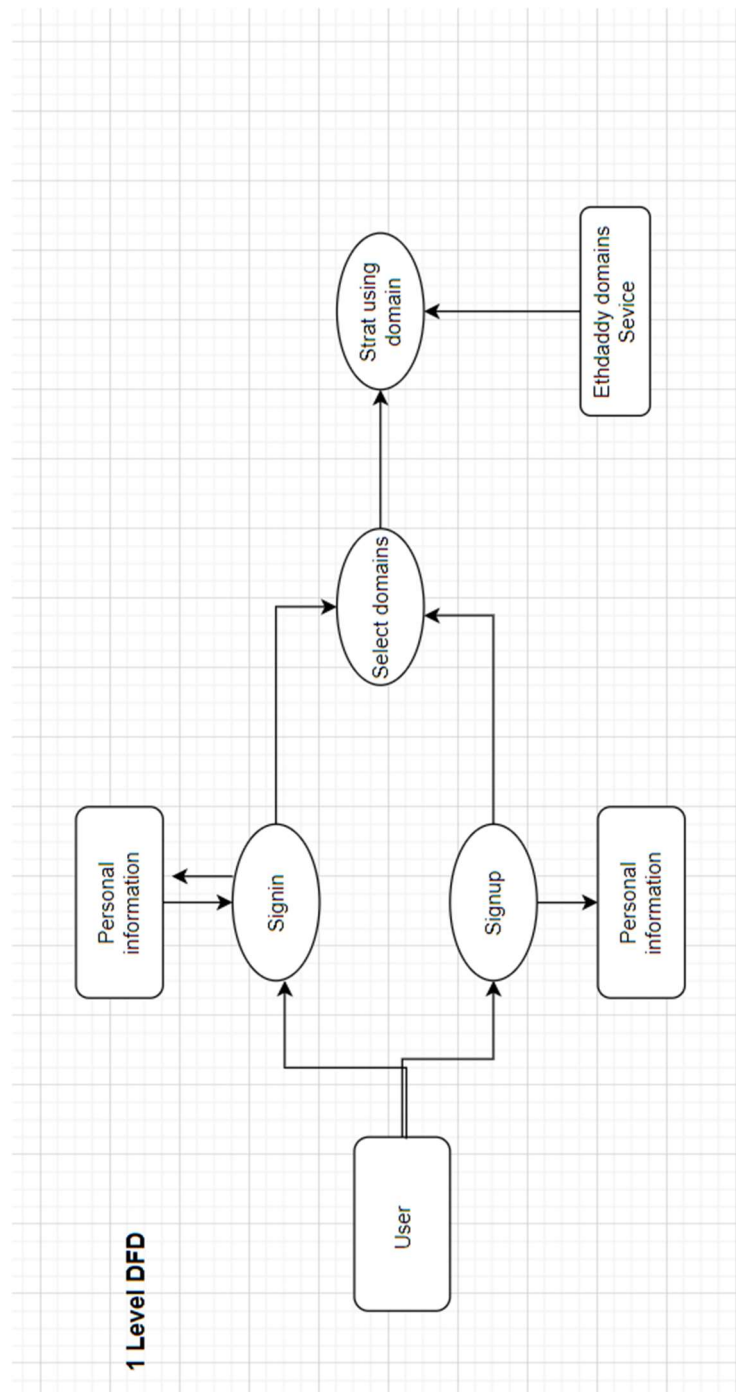 1 Level DFD
User
Personal
information
Signin
Signup
Personal
information
Select domains
Strat using
domain
Ethdaddy domains
Sevice